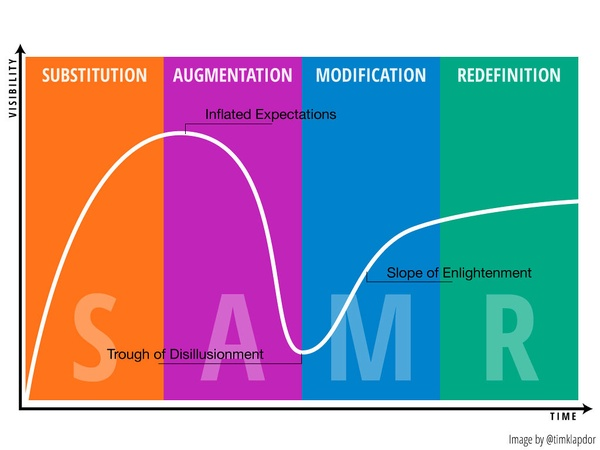 VISIBILITY
SUBSTITUTION
AUGMENTATION
MODIFICATION
REDEFINITION
Inflated Expectations
Slope of Enlightenment
S
A
M
R
Trough of Disillusionment
TIME
Image by @timklapdor